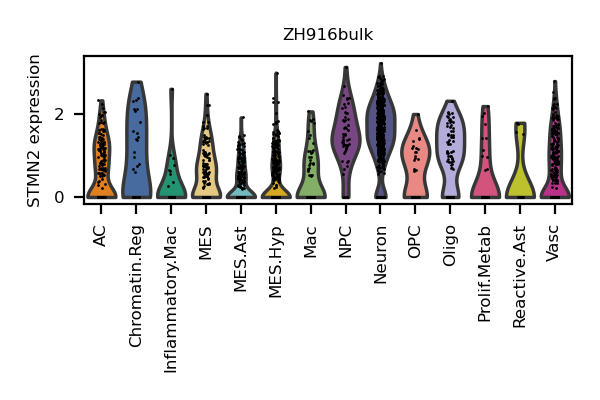 ZH916bulk
STMN2 expression
2
0
AC
Chromatin.Reg
Inflammatory.Mac
MES
MES.Ast
MES.Hyp
Mac
NPC
Neuron
OPC
Oligo
Prolif.Metab
Reactive.Ast
Vasc